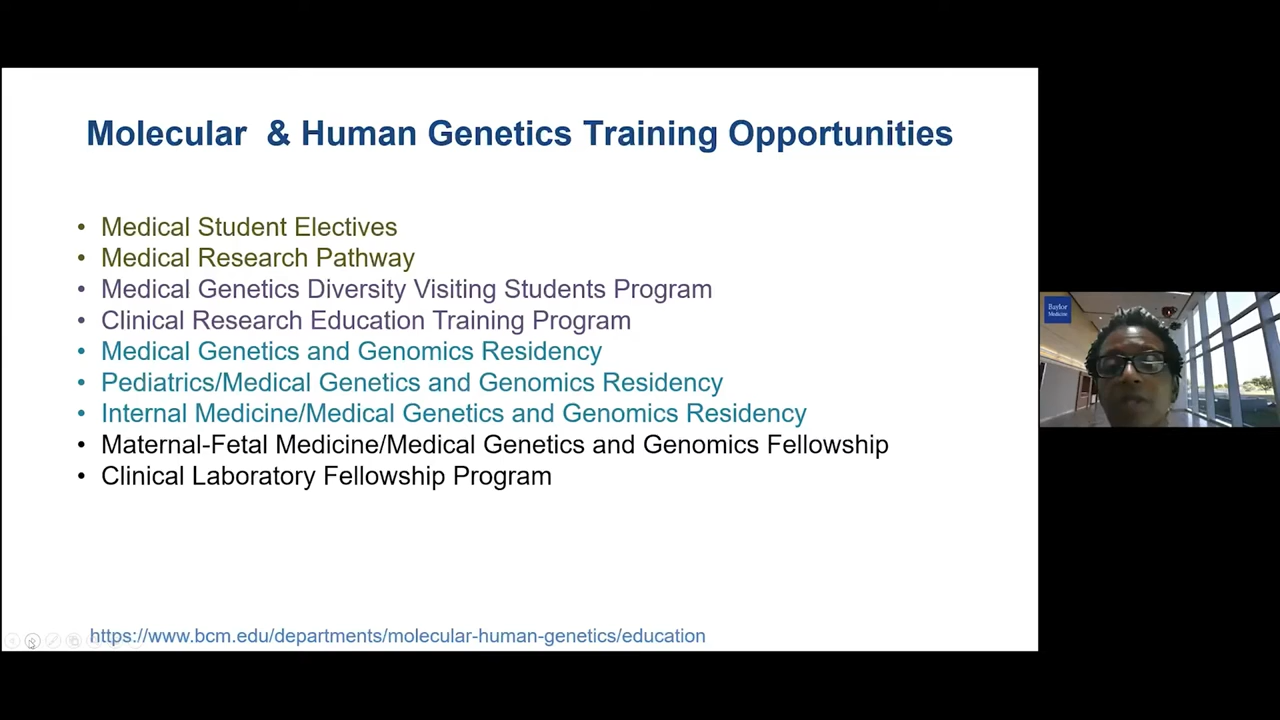 Molecular & Human Genetics Training Opportunities
• Medical Student Electives
• Medical Research Pathway
• Medical Genetics Diversity Visiting Students Program
• Clinical Research Education Training Program
• Medical Genetics and Genomics Residency
• Pediatrics/Medical Genetics and Genomics Residency
• Internal Medicine/Medical Genetics and Genomics Residency
• Maternal-Fetal Medicine/Medical Genetics and Genomics Fellowship
• Clinical Laboratory Fellowship Program
https://www.bcm.edu/departments/molecular-human-genetics/education
Baylor
Medicine